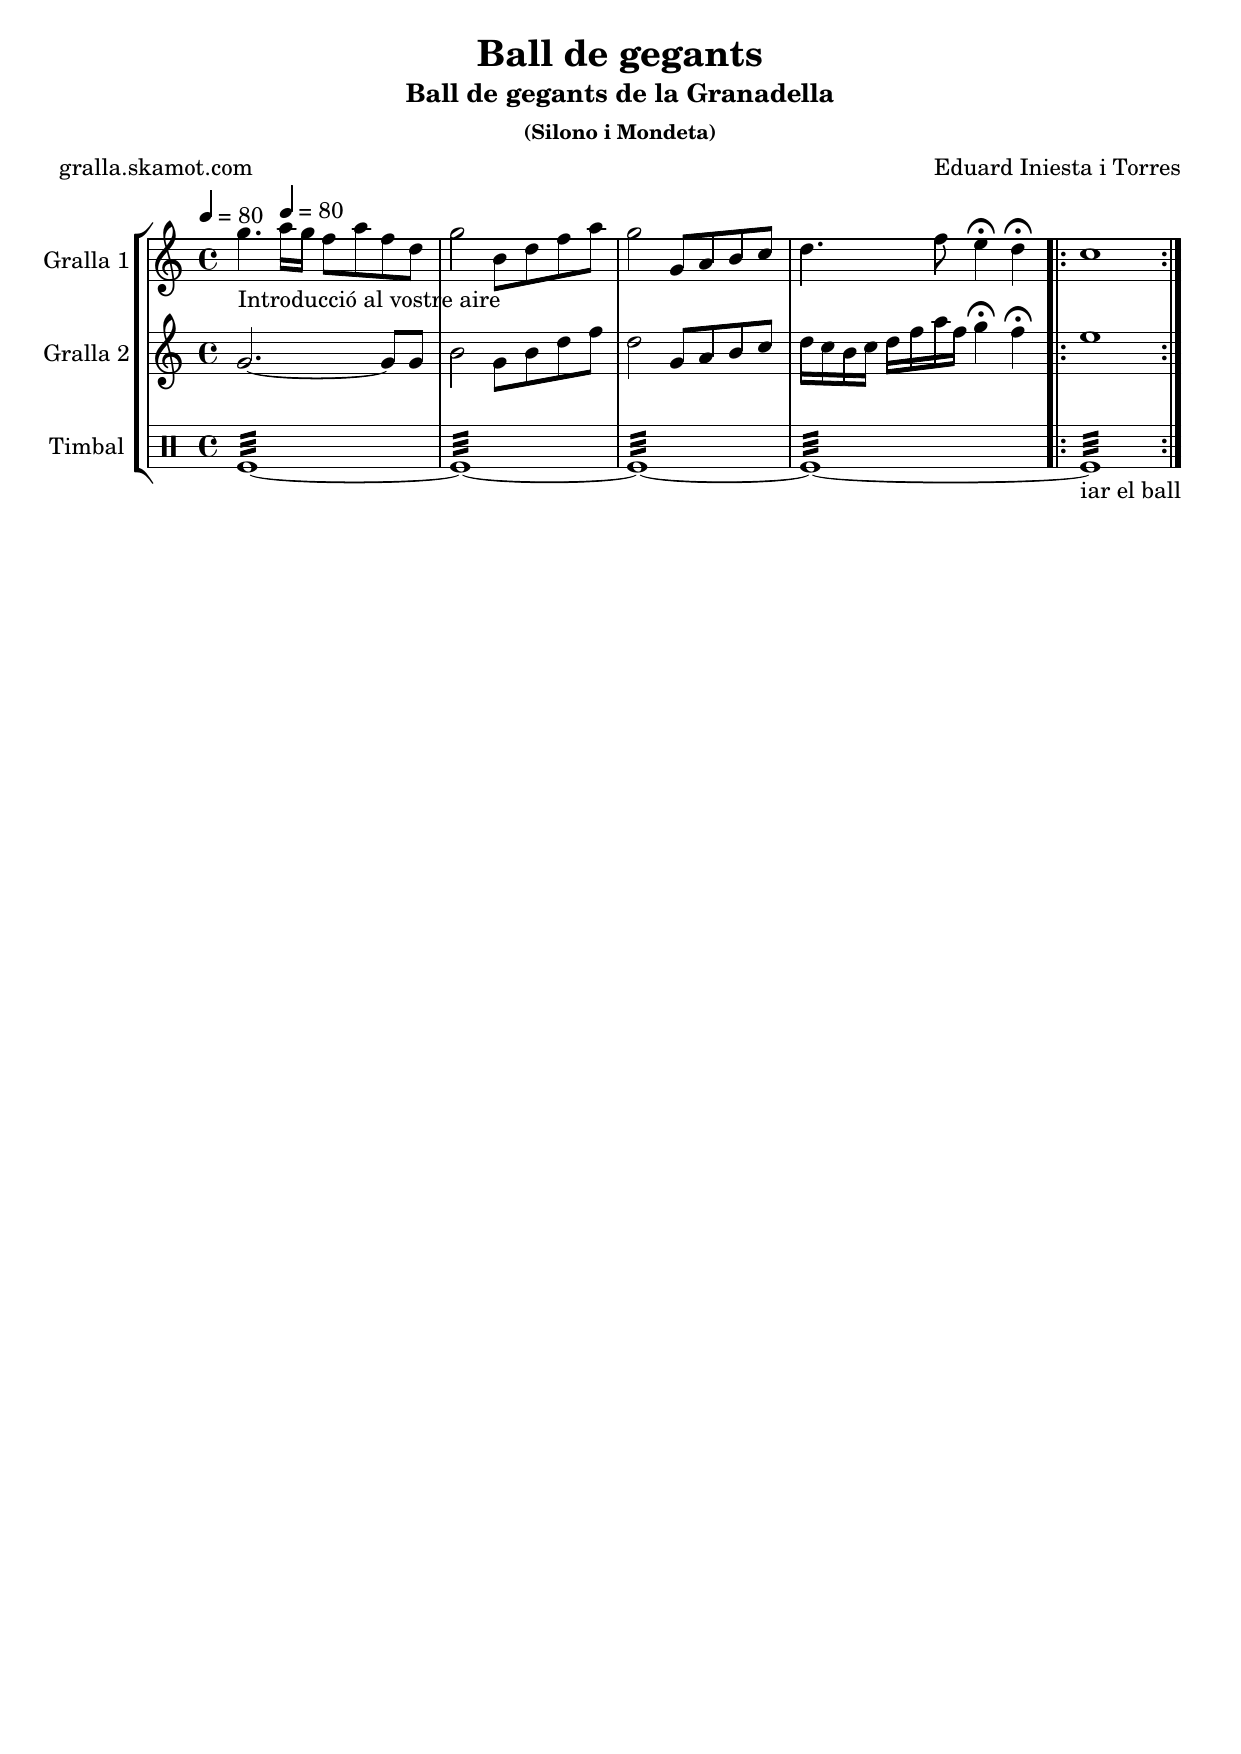 Ball de gegants
Ball de gegants de la Granadella
(Silono i Mondeta)
gralla.skamot.com
Eduard Iniesta i Torres
= 80
= 80
Gralla 1
Introducció al vostre aire
Gralla 2
Timbal
iar el ball